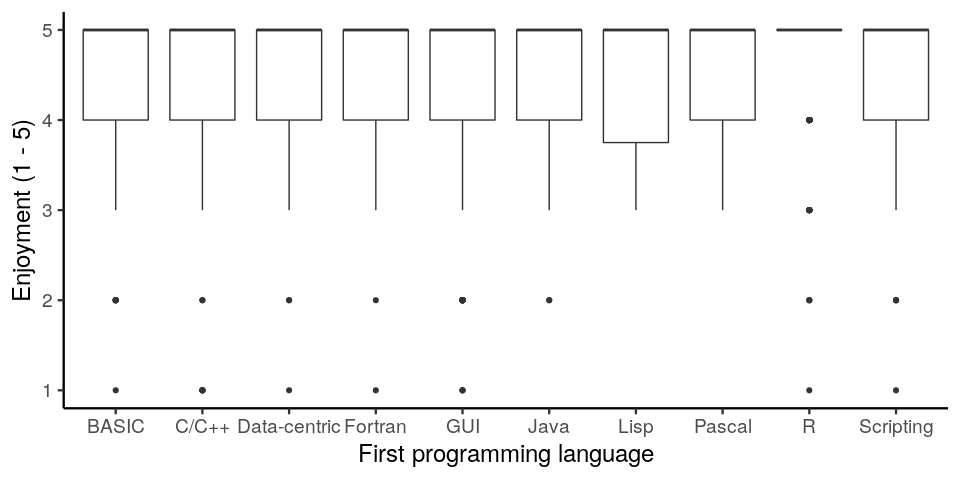 Enjoyment (1 - 5)
5
4
3
2
1
BASIC C/C++ Data-centric Fortran GUI Java Lisp Pascal R Scripting
First programming language